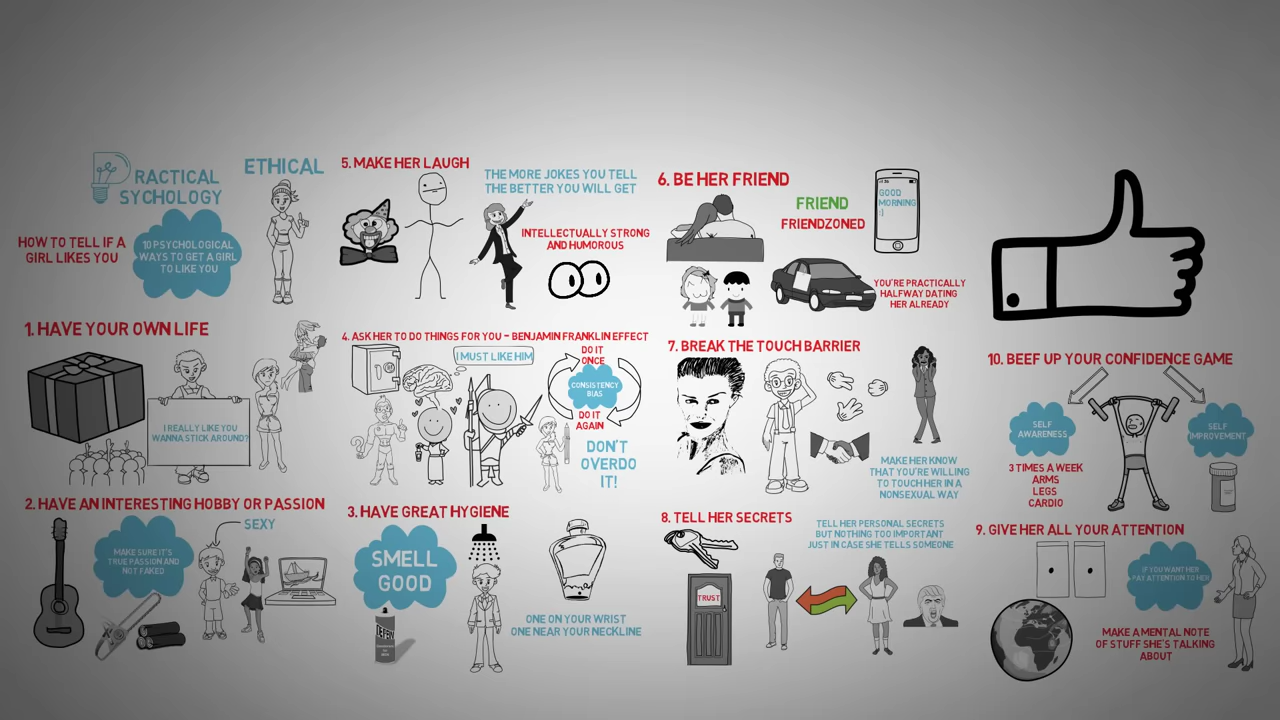 PRACTICAL
PSYCHOLOGY
ETHICAL
HOW TO TELL IF A
GIRL LIKES YOU
10 PSYCHOLOGICAL
WAYS TO GET A GIRL
TO LIKE YOU
1. HAVE YOUR OWN LIFE
I REALLY LIKE YOU
WANNA STICK AROUND?
2. HAVE AN INTERESTING HOBBY OR PASSION
SEXY
MAKE SURE IT'S
TRUE PASSION AND
NOT FAKED
3. HAVE GREAT HYGIENE
SMELL
GOOD
ONE ON YOUR WRIST
ONE NEAR YOUR NECKLINE
4. ASK HER TO DO THINGS FOR YOU - BENJAMIN FRANKLIN EFFECT
I MUST LIKE HIM
DO IT
ONCE
CONSISTENCY
BIAS
DO IT
AGAIN
DON'T
OVERDO
IT!
5. MAKE HER LAUGH
THE MORE JOKES YOU TELL
THE BETTER YOU WILL GET
INTELLECTUALLY STRONG
AND HUMOROUS
6. BE HER FRIEND
FRIEND
FRIENDZONED
GOOD
MORNING
:)
YOU'RE PRACTICALLY
HALFWAY DATING
HER ALREADY
7. BREAK THE TOUCH BARRIER
MAKE HER KNOW
THAT YOU'RE WILLING
TO TOUCH HER IN A
NONSEXUAL WAY
8. TELL HER SECRETS
TELL HER PERSONAL SECRETS
BUT NOTHING TOO IMPORTANT
JUST IN CASE SHE TELLS SOMEONE
TRUST
9. GIVE HER ALL YOUR ATTENTION
IF YOU WANT HER
PAY ATTENTION TO HER
MAKE A MENTAL NOTE
OF STUFF SHE'S TALKING
ABOUT
10. BEEF UP YOUR CONFIDENCE GAME
SELF
AWARENESS
SELF
IMPROVEMENT
3 TIMES A WEEK
ARMS
LEGS
CARDIO